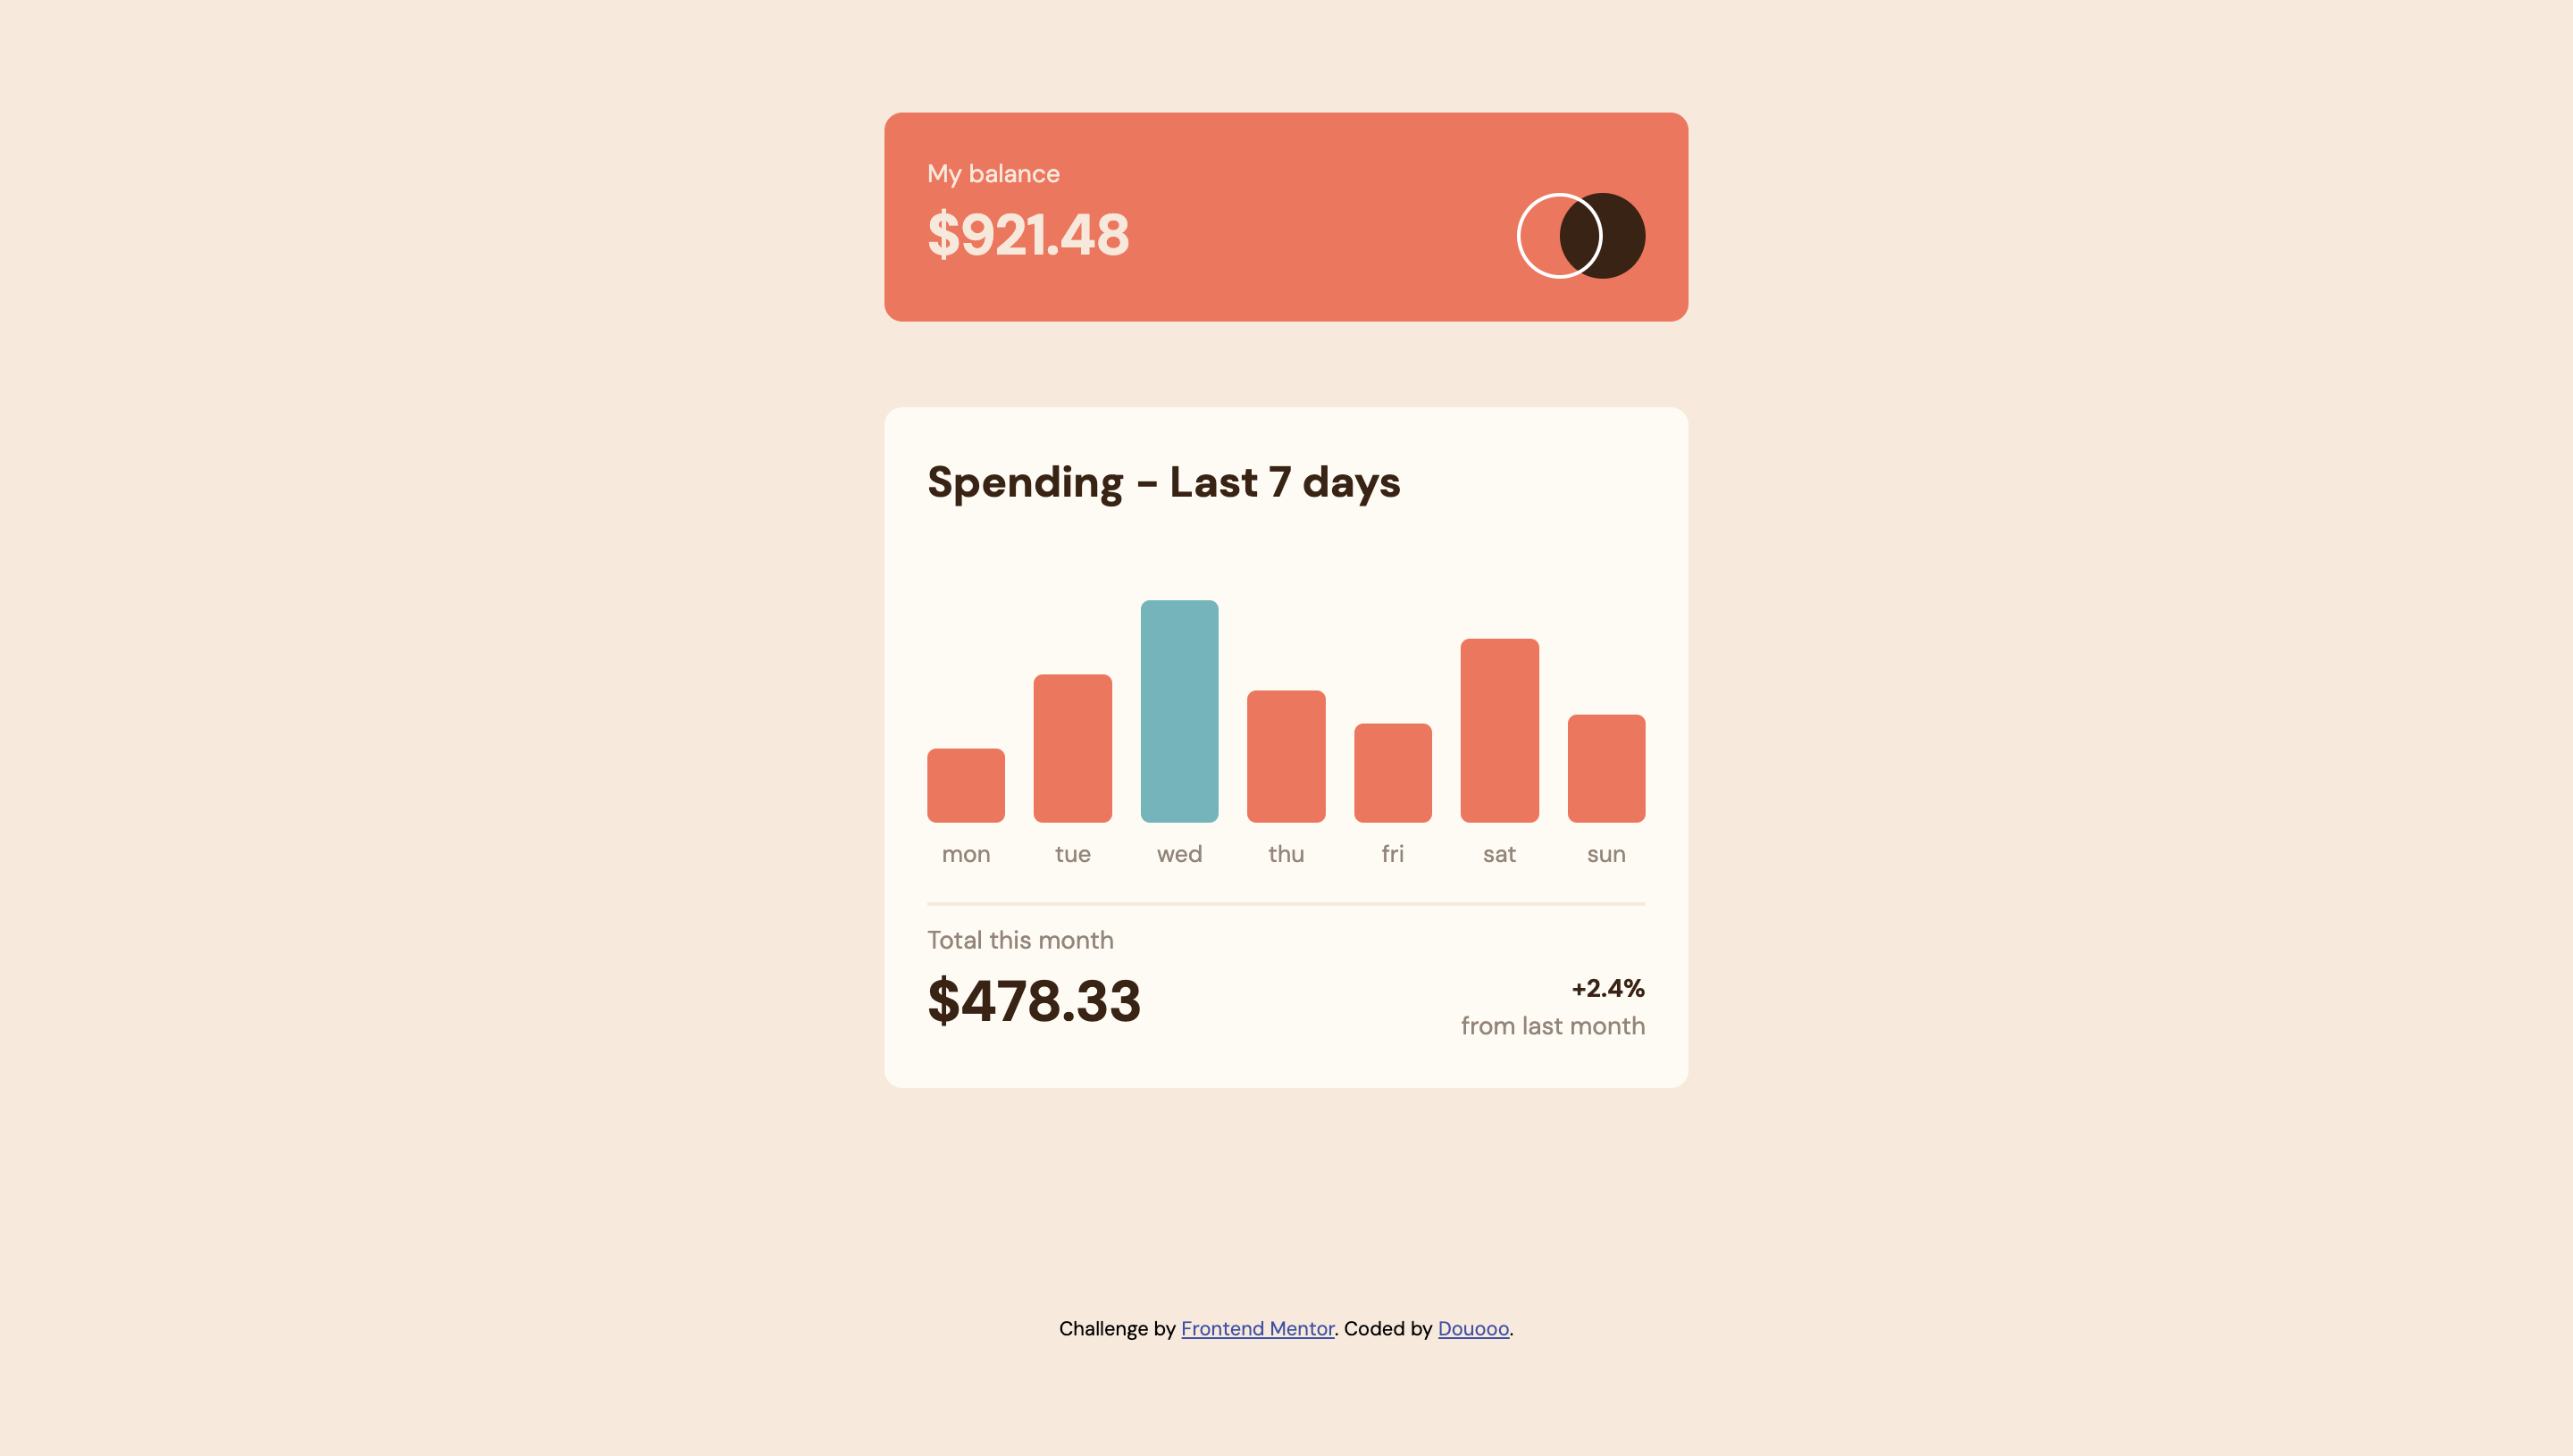 My balance
$921.48
Spending - Last 7 days
mon tue wed thu fri sat sun
Total this month
$478.33
+2.4%
from last month
Challenge by Frontend Mentor. Coded by Douooo.